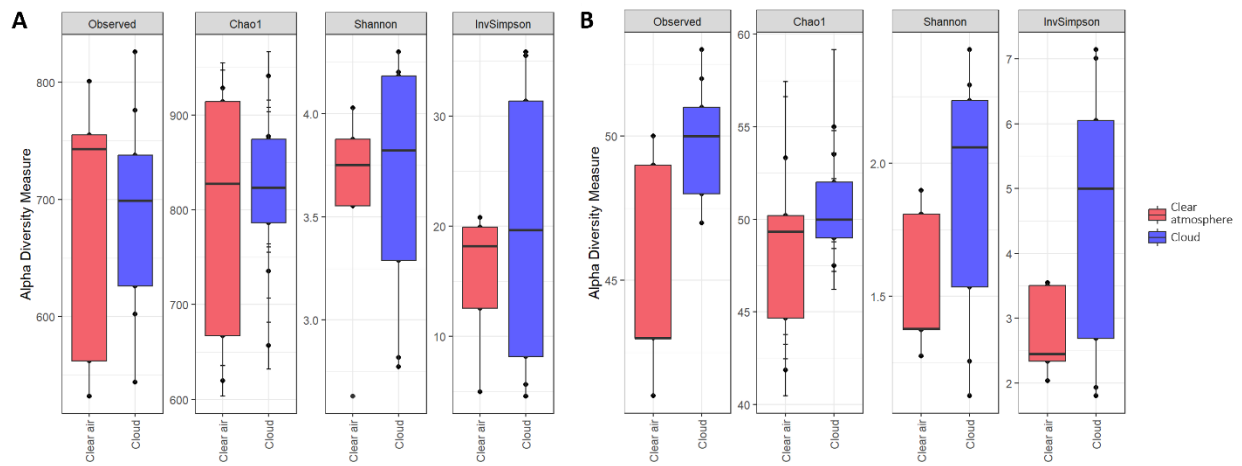 A
Observed
Chao1
Shannon
InvSimpson
Alpha Diversity Measure
800
700
600
900
800
700
600
4.0
3.5
3.0
30
20
10
Clear air
Cloud
Clear air
Cloud
Clear air
Cloud
Clear air
Cloud
B
Observed
Chao1
Shannon
InvSimpson
Alpha Diversity Measure
50
45
60
55
50
45
40
2.0
1.5
7
6
5
4
3
2
Clear air
Cloud
Clear air
Cloud
Clear air
Cloud
Clear air
Cloud
Clear
atmosphere
Cloud